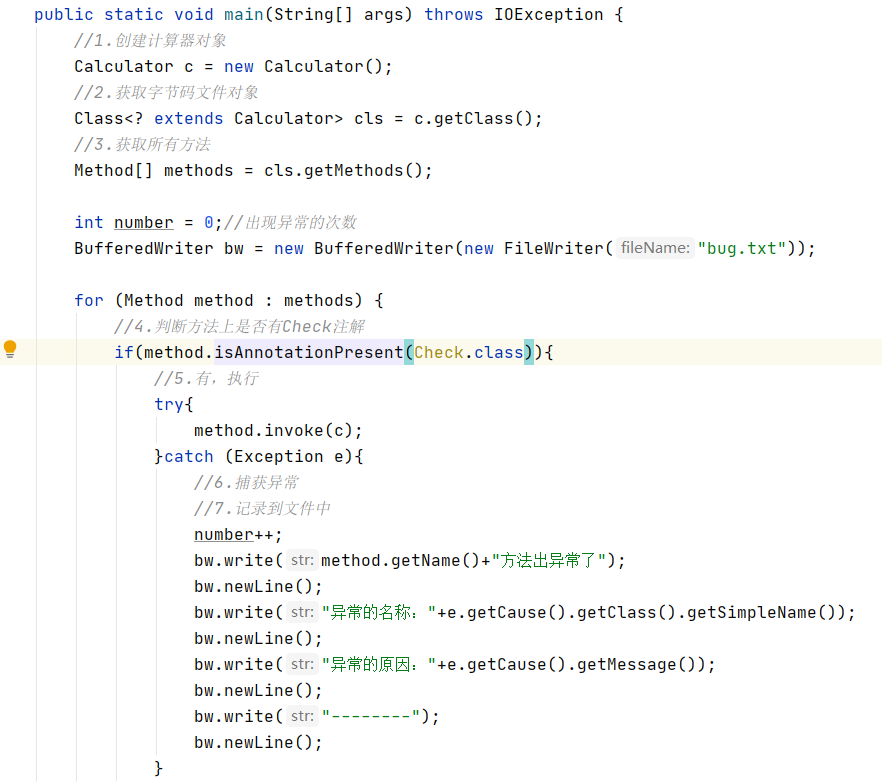 public static void main(String[] args) throws IOException {
//1.创建计算器对象
Calculator c = new Calculator();
//2.获取字节码文件对象
Class<? extends Calculator> cls = c.getClass();
//3.获取所有方法
Method[] methods = cls.getMethods();
int number = 0;//出现异常的次数
BufferedWriter bw = new BufferedWriter(new FileWriter( fileName: "bug.txt"));
for (Method method : methods) {
//4.判断方法上是否有Check注解
if(method.isAnnotationPresent(Check.class)){
//5.有，执行
try{
method.invoke(c);
}catch (Exception e){
//6.捕获异常
//7.记录到文件中
number++;
bw.write( str: method.getName()+"方法出异常了");
bw.newLine();
bw.write( str: "异常的名称："+e.getCause().getClass().getSimpleName());
bw.newLine();
bw.write( str: "异常的原因："+e.getCause().getMessage());
bw.newLine();
bw.write( str: "--------");
bw.newLine();
}